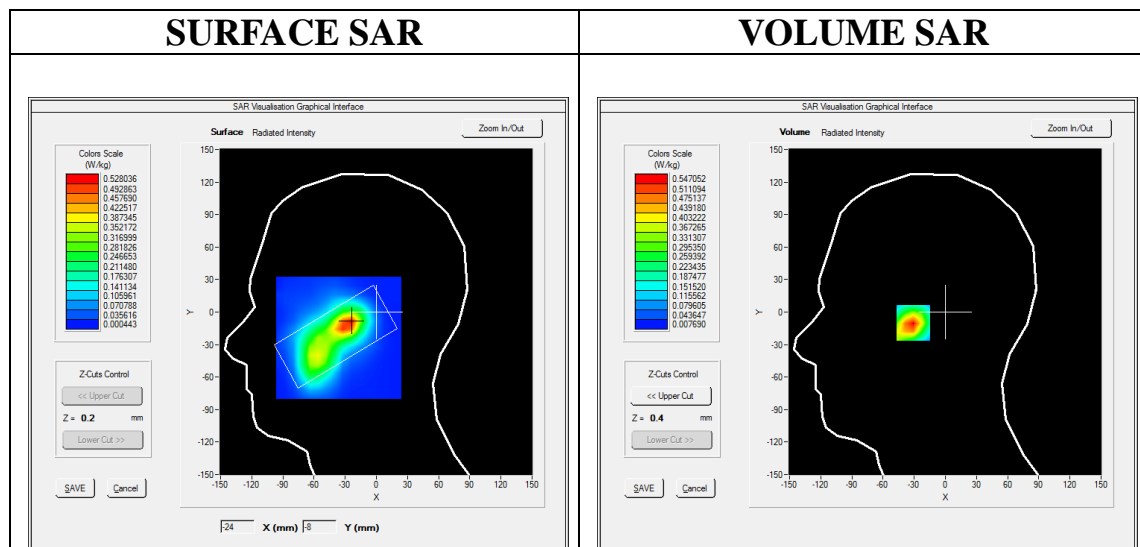 SURFACE SAR
VOLUME SAR
SAR Visualisation Graphical Interface
Surface Radiated Intensity
Zoom In/Out
Colors Scale
(W/kg)
0.528036
0.492863
0.457690
0.422517
0.387345
0.352172
0.316999
0.281826
0.246653
0.211480
0.176307
0.141134
0.105961
0.070788
0.035616
0.000443
Z-Cuts Control
<< Upper Cut
Z = 0.2 mm
Lower Cut >>
SAVE Cancel
150
120
90
60
30
0
-30
-60
-90
-120
-150
Y
-150 -120 -90 -60 -30 0 30 60 90 120 150
X
-24 X (mm) -8 Y (mm)
SAR Visualisation Graphical Interface
Volume Radiated Intensity
Zoom In/Out
Colors Scale
(W/kg)
0.547052
0.511094
0.475137
0.439180
0.403222
0.367265
0.331307
0.295350
0.259392
0.223435
0.187477
0.151520
0.115562
0.079605
0.043647
0.007690
Z-Cuts Control
<< Upper Cut
Z = 0.4 mm
Lower Cut >>
SAVE Cancel
150
120
90
60
30
0
-30
-60
-90
-120
-150
Y
-150 -120 -90 -60 -30 0 30 60 90 120 150
X